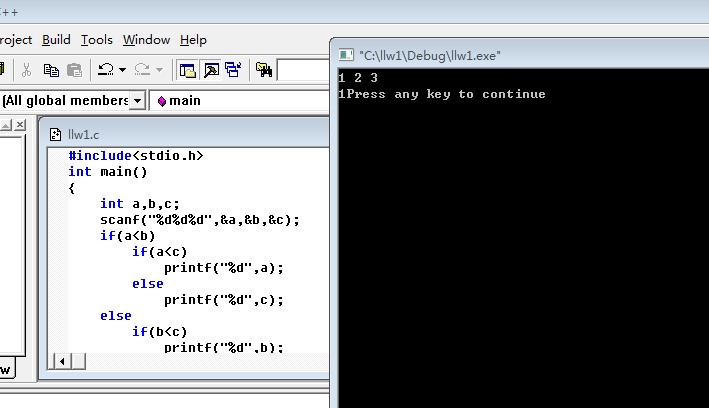 ++
roject Build Tools Window Help
(All global members main
llw1.c
#include<stdio.h>
int main()
{
int a,b,c;
scanf("%d%d%d",&a,&b,&c);
if(a<b)
if(a<c)
printf("%d",a);
else
printf("%d",c);
else
if(b<c)
printf("%d",b);
w
"C:\llw1\Debug\llw1.exe"
1 2 3
1Press any key to continue